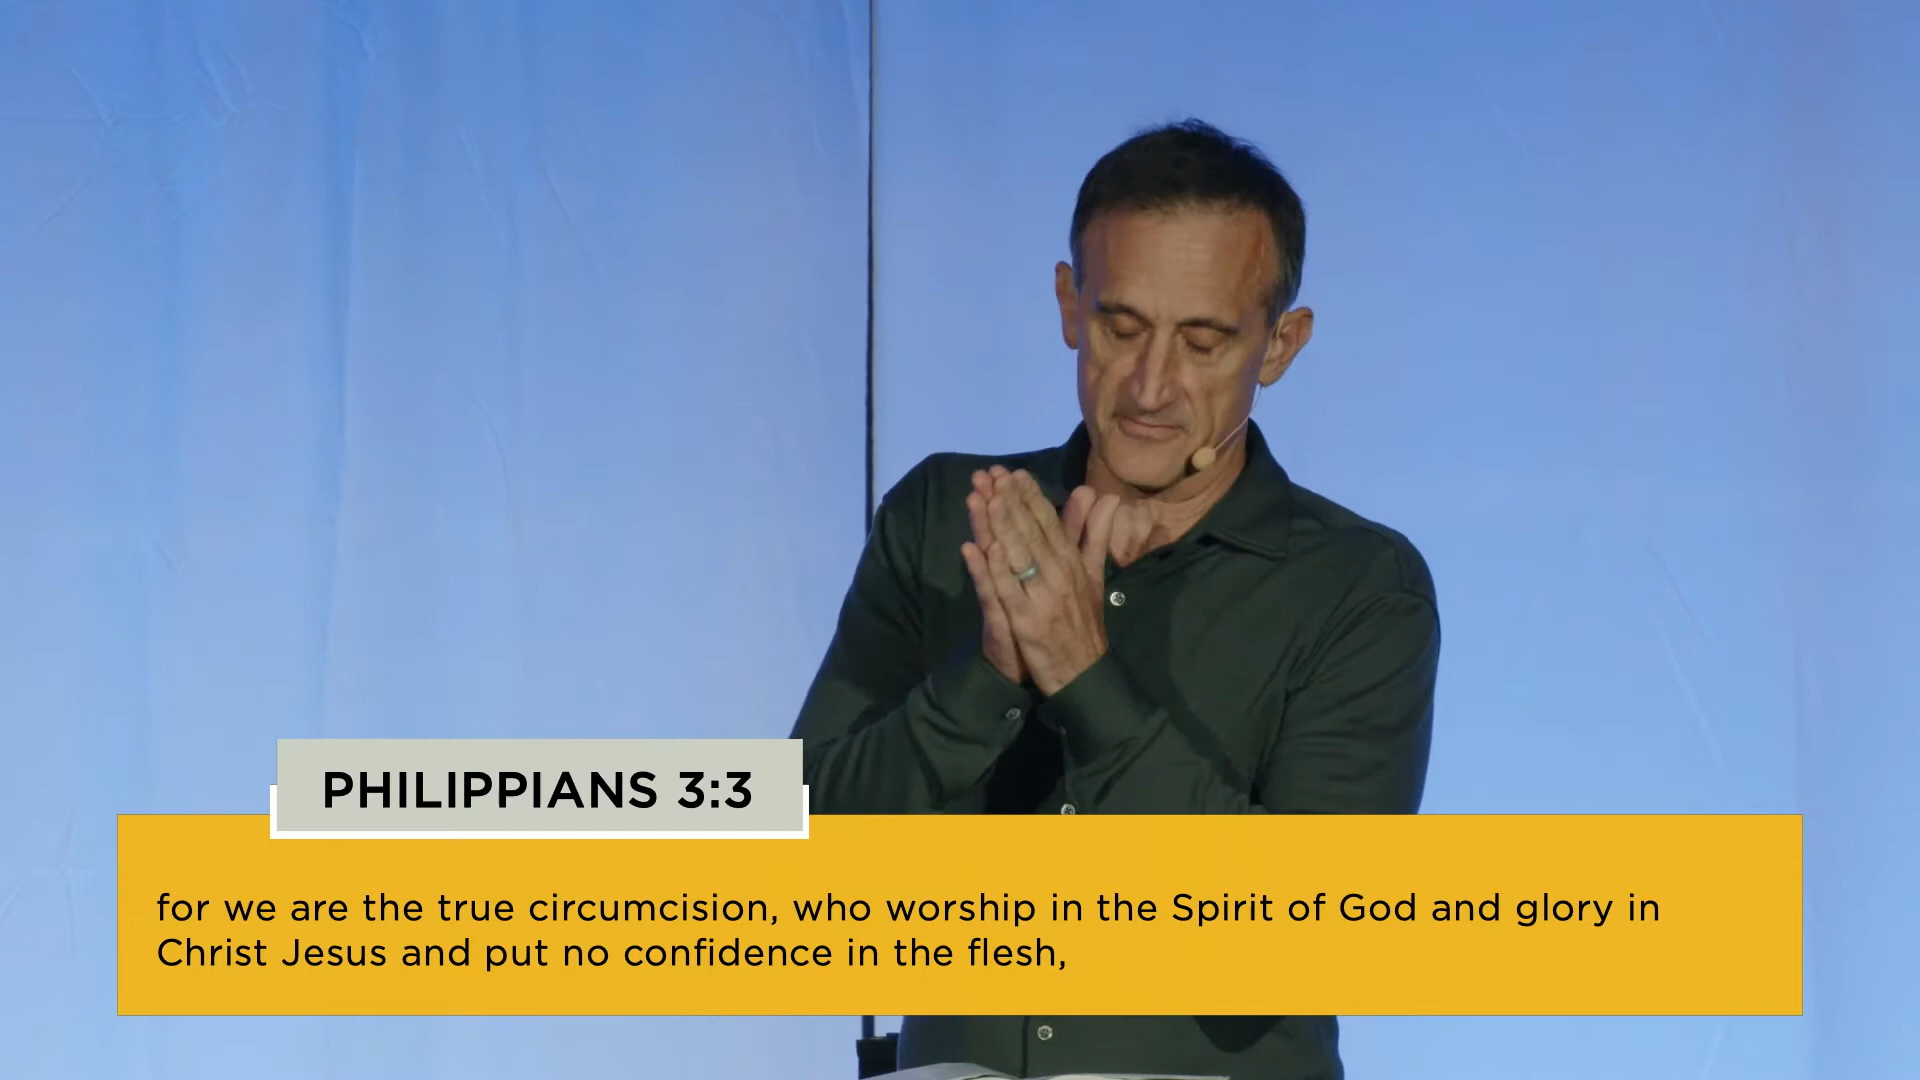 PHILIPPIANS 3:3
for we are the true circumcision, who worship in the Spirit of God and glory in
Christ Jesus and put no confidence in the flesh,